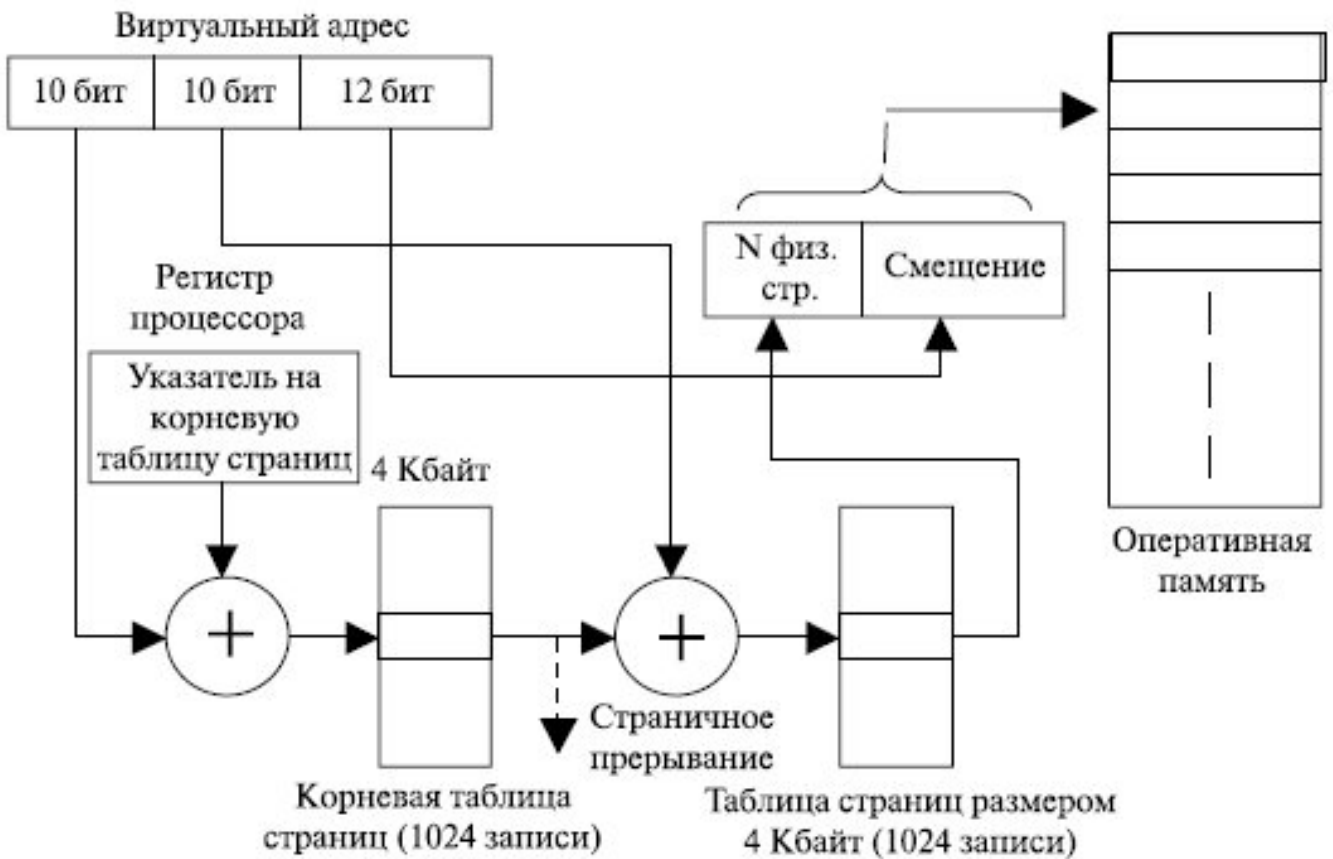 Виртуальный адрес
10 бит
10 бит
12 бит
N физ.
стр.
Смещение
Регистр
процессора
Указатель на
корневую
таблицу страниц
4 Кбайт
Оперативная
память
+
+
Страничное
прерывание
Корневая таблица
страниц (1024 записи)
Таблица страниц размером
4 Кбайт (1024 записи)